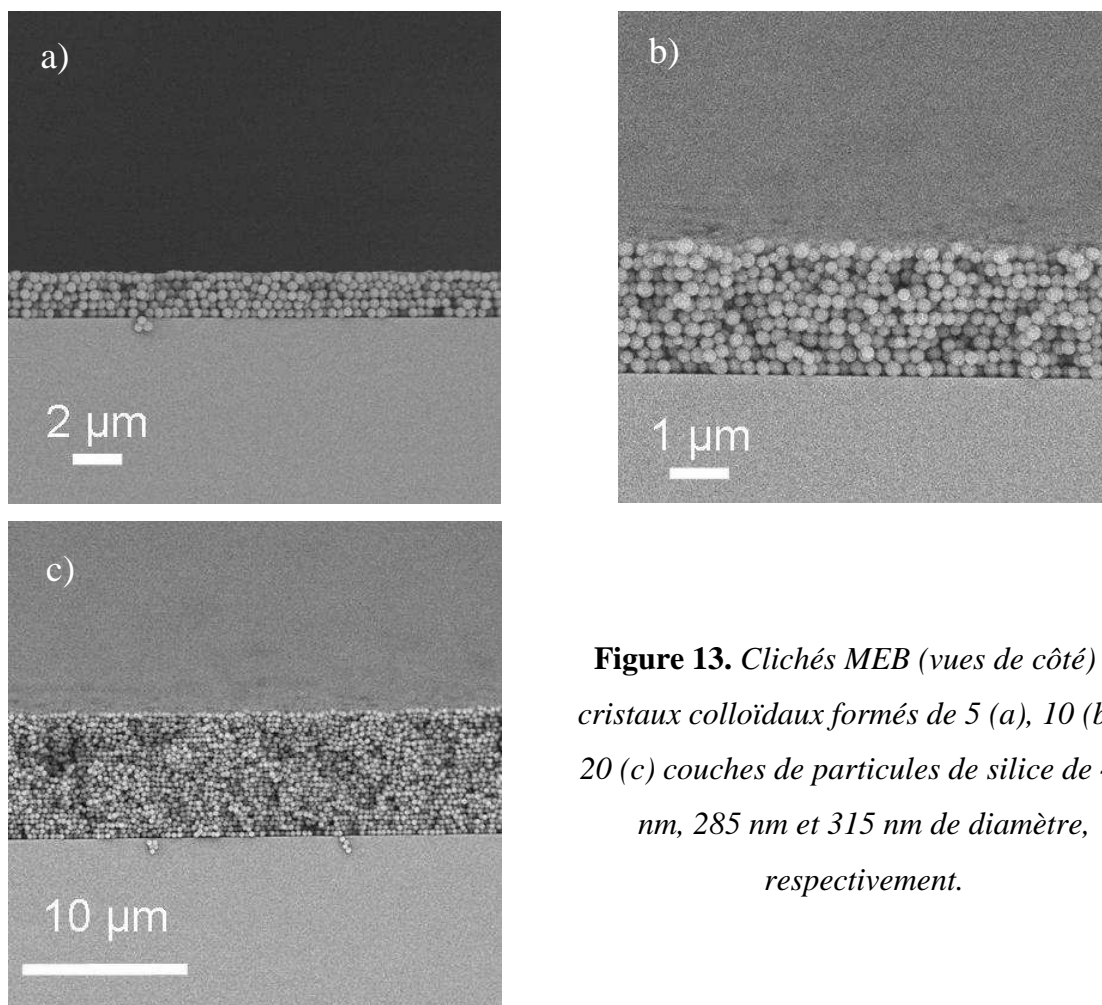 a)
2 µm
b)
1 µm
c)
10 µm
Figure 13. Clichés MEB (vues de côté)
cristaux colloïdaux formés de 5 (a), 10 (b
20 (c) couches de particules de silice de
nm, 285 nm et 315 nm de diamètre,
respectivement.